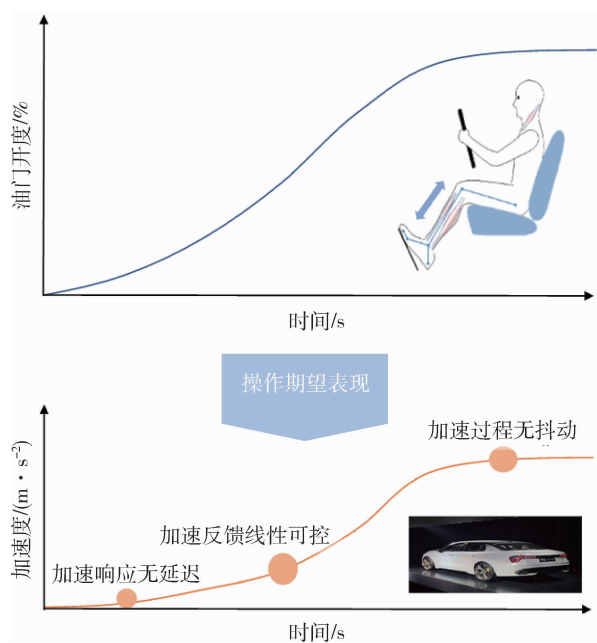 油门开度/%
时间/s
操作期望表现
加速度/(m·s⁻²)
加速过程无抖动
加速反馈线性可控
加速响应无延迟
时间/s